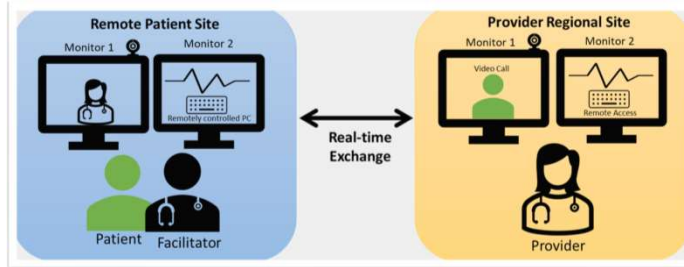 Remote Patient Site
Monitor 1
Monitor 2
Remotely controlled PC
Patient
Facilitator
Real-time
Exchange
Provider Regional Site
Monitor 1
Monitor 2
Video Call
Remote Access
Provider